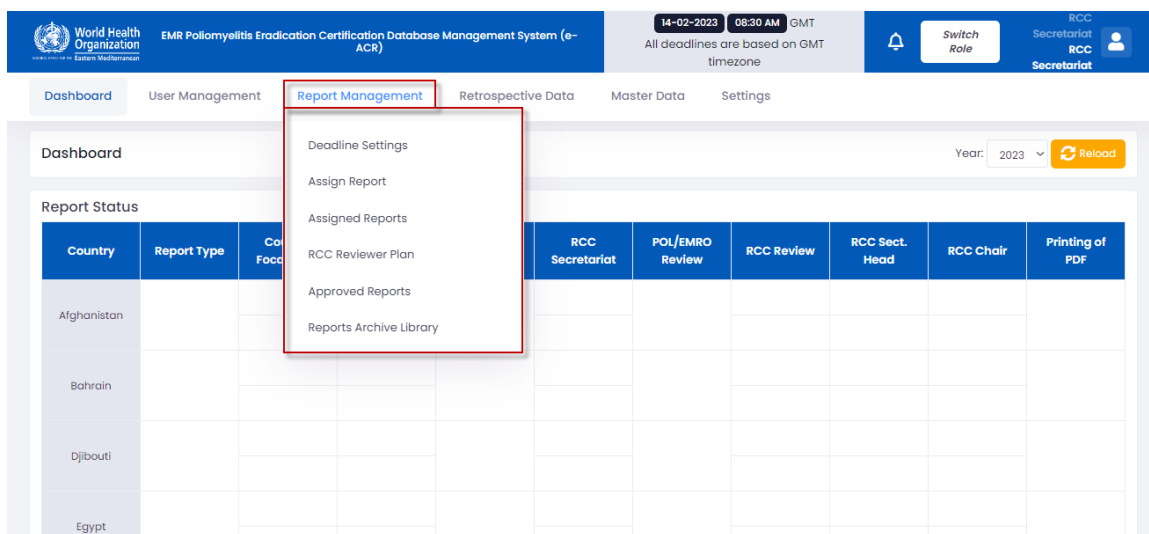 World Health
Organization
Eastern Mediterranean
EMR Poliomyelitis Eradication Certification Database Management System (e-
ACR)
14-02-2023 08:30 AM GMT
All deadlines are based on GMT
timezone
Switch
Role
RCC
Secretariat
RCC
Secretariat
Dashboard User Management Report Management Retrospective Data Master Data Settings
Deadline Settings
Assign Report
Assigned Reports
RCC Reviewer Plan
Approved Reports
Reports Archive Library
Dashboard
Year: 2023 Reload
Report Status
Country Report Type RCC
Secretariat POL/EMRO
Review RCC Review RCC Sect.
Head RCC Chair Printing of
PDF
Afghanistan
Bahrain
Djibouti
Egypt